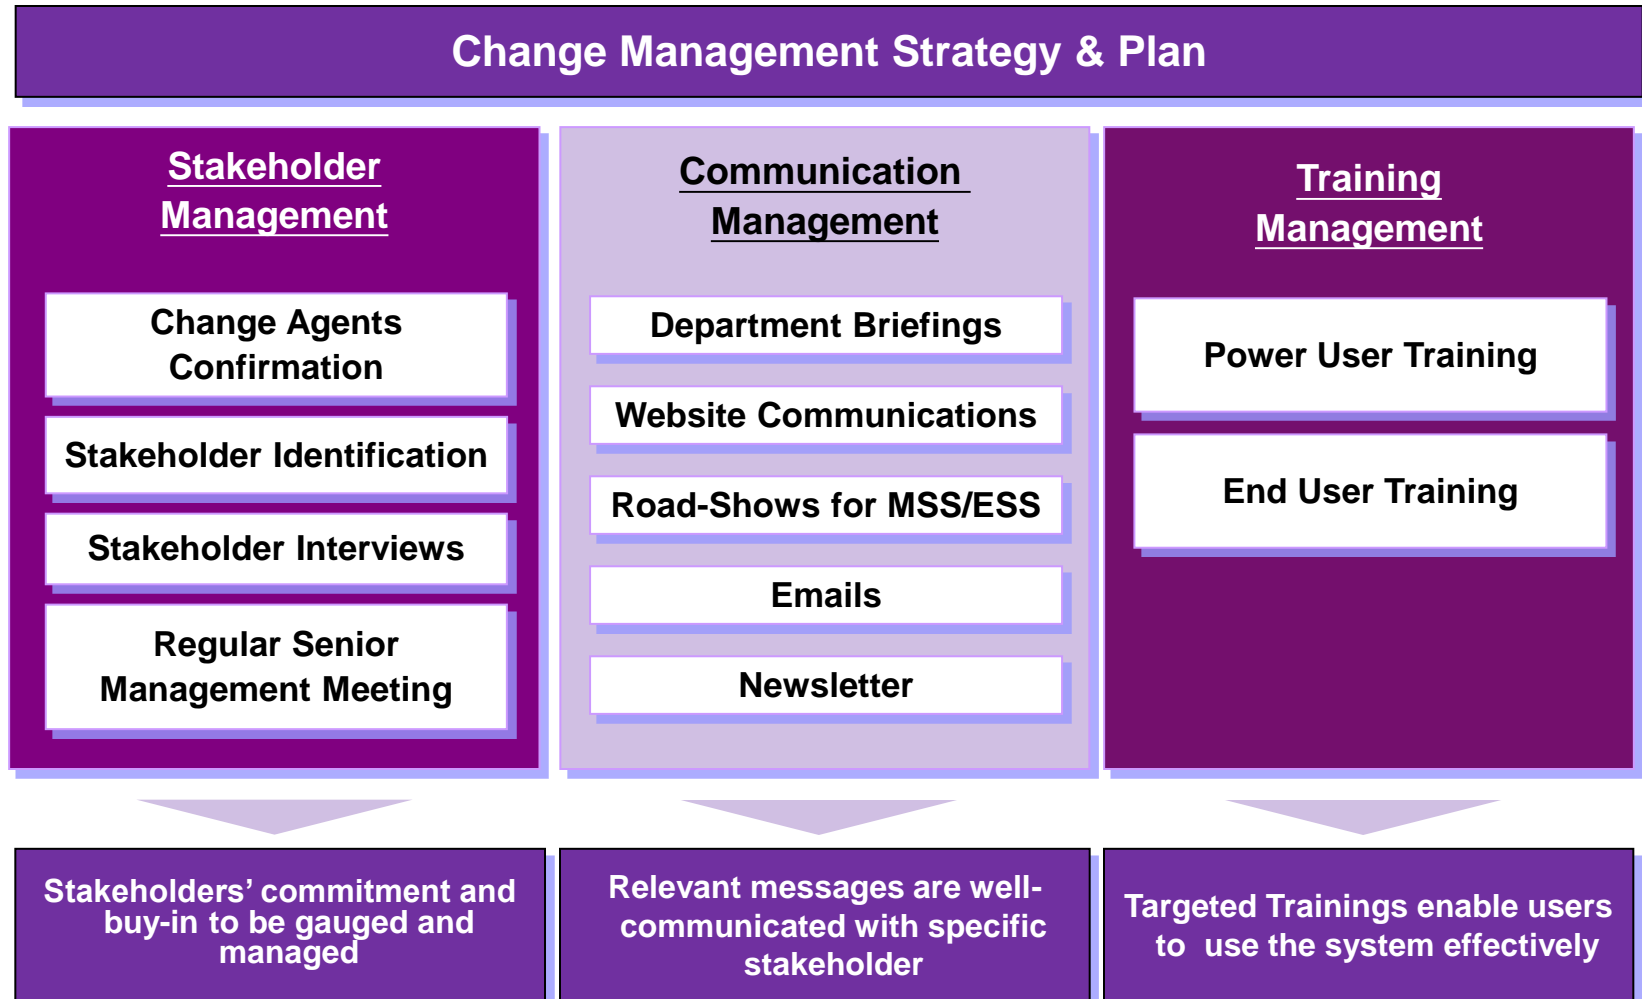 Change Management Strategy & Plan
Stakeholder
Management
Change Agents
Confirmation
Stakeholder Identification
Stakeholder Interviews
Regular Senior
Management Meeting
Communication
Management
Department Briefings
Website Communications
Road-Shows for MSS/ESS
Emails
Newsletter
Training
Management
Power User Training
End User Training
Stakeholders’ commitment and
buy-in to be gauged and
managed
Relevant messages are well-
communicated with specific
stakeholder
Targeted Trainings enable users
to use the system effectively